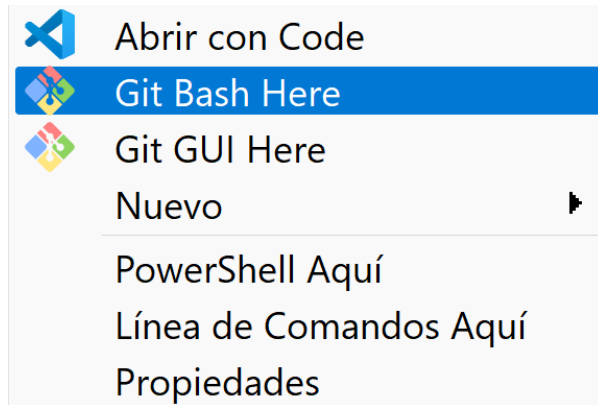 Abrir con Code
Git Bash Here
Git GUI Here
Nuevo
PowerShell Aquí
Línea de Comandos Aquí
Propiedades